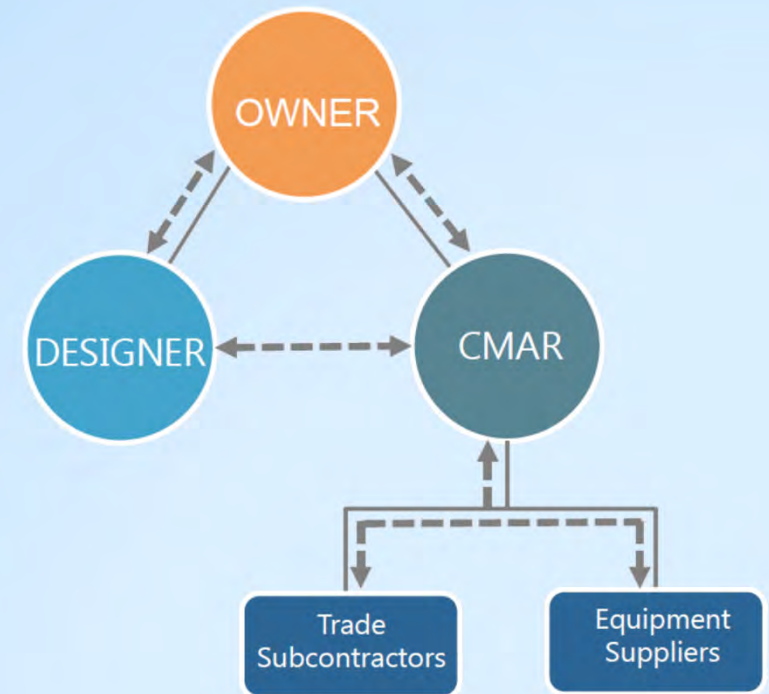 OWNER
DESIGNER
CMAR
Trade
Subcontractors
Equipment
Suppliers